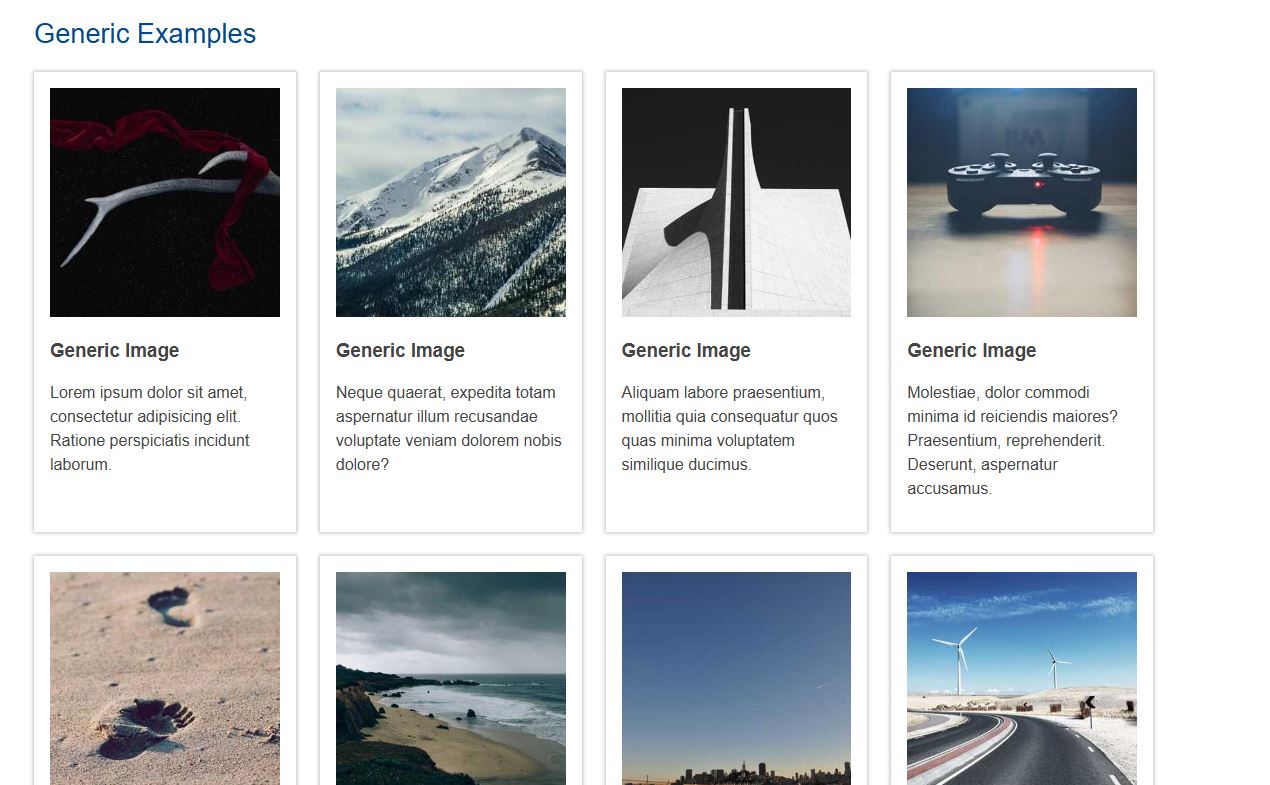 Generic Examples
Generic Image
Lorem ipsum dolor sit amet,
consectetur adipisicing elit.
Ratione perspiciatis incidunt
laborum.
Generic Image
Neque quaerat, expedita totam
aspernatur illum recusandae
voluptate veniam dolorem nobis
dolore?
Generic Image
Aliquam labore praesentium,
mollitia quia consequatur quos
quas minima voluptatem
similique ducimus.
Generic Image
Molestiae, dolor commodi
minima id reiciendis maiores?
Praesentium, reprehenderit.
Deserunt, aspernatur
accusamus.